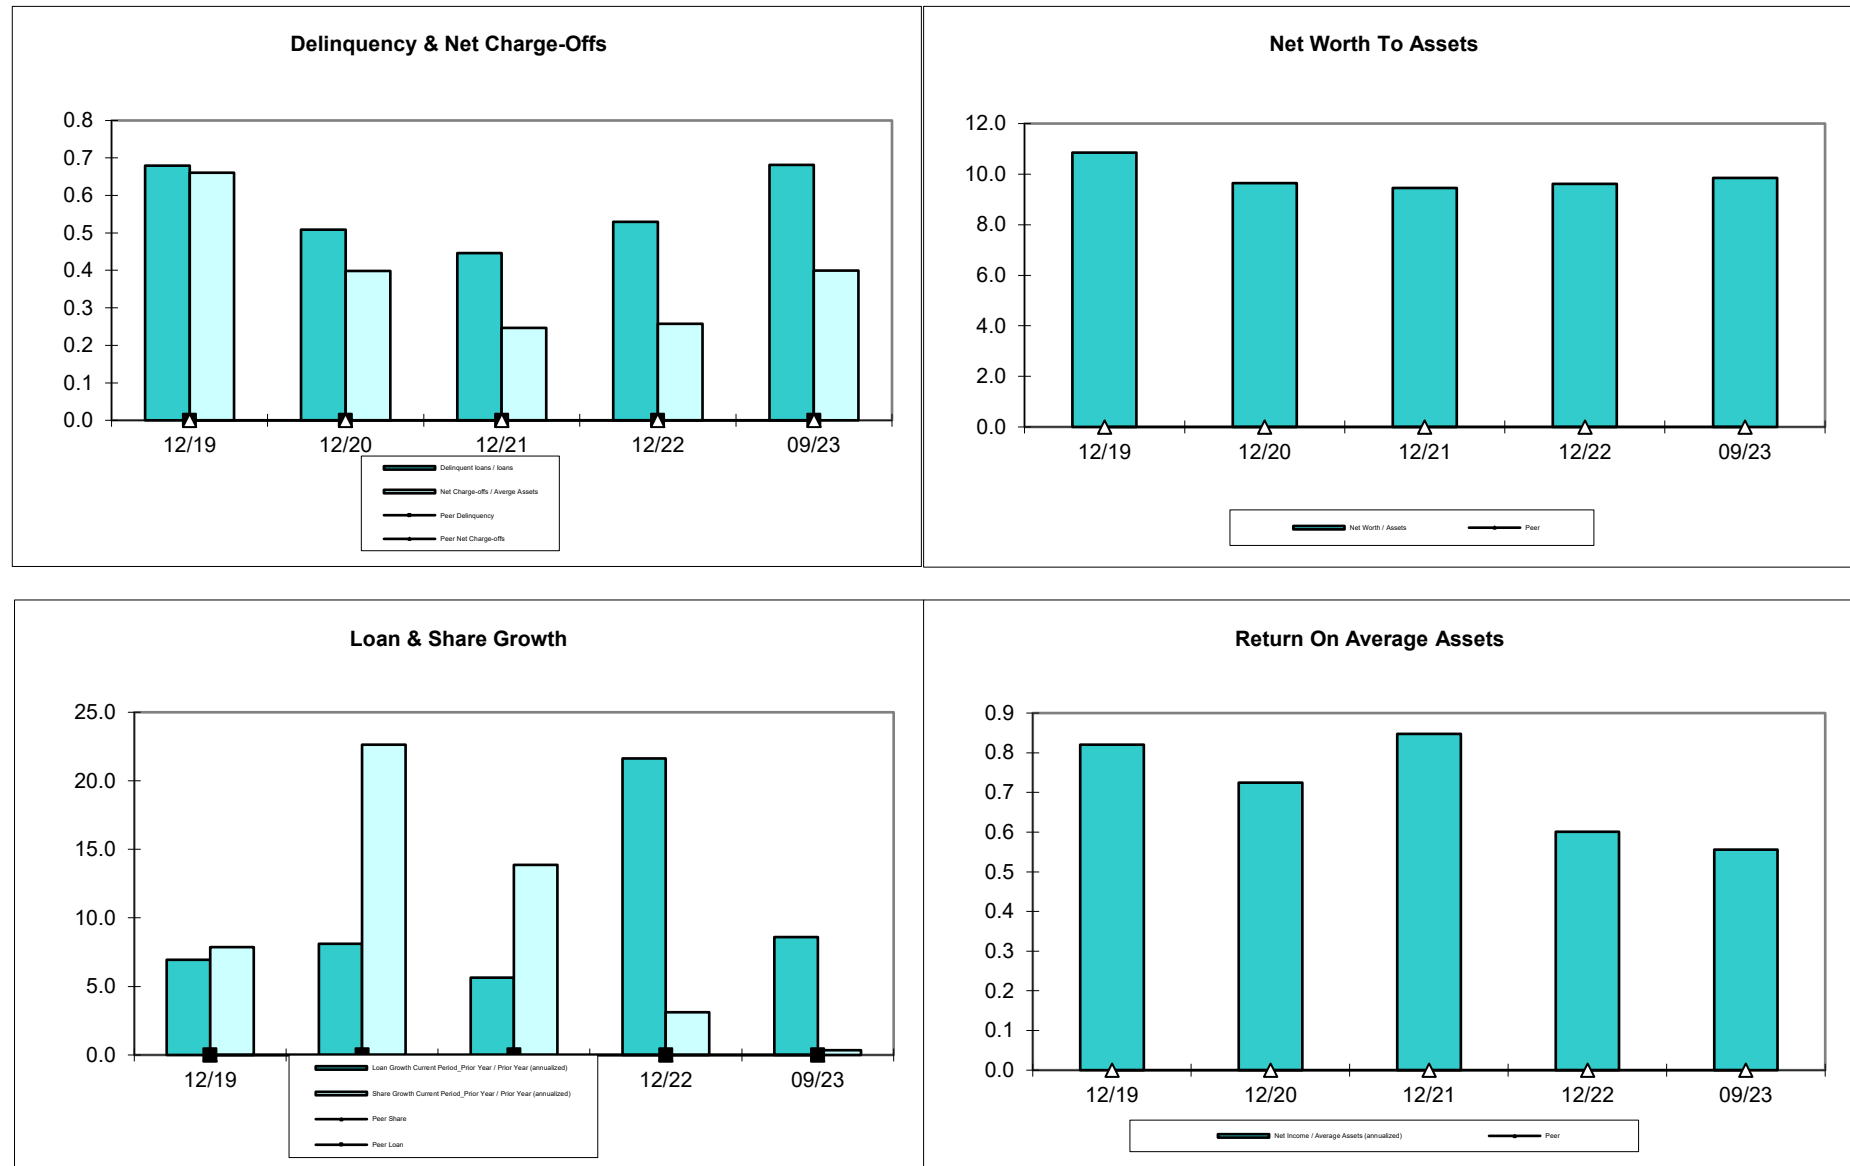 Delinquency & Net Charge-Offs
0.8
0.7
0.6
0.5
0.4
0.3
0.2
0.1
0.0
12/19 12/20 12/21 12/22 09/23
Delinquent loans / loans
Net Charge-offs / Averge Assets
Peer Delinquency
Peer Net Charge-offs
Net Worth To Assets
12.0
10.0
8.0
6.0
4.0
2.0
0.0
12/19 12/20 12/21 12/22 09/23
Net Worth / Assets Peer
Loan & Share Growth
25.0
20.0
15.0
10.0
5.0
0.0
12/19 12/22 09/23
Loan Growth Current Period_Prior Year / Prior Year (annualized)
Share Growth Current Period_Prior Year / Prior Year (annualized)
Peer Share
Peer Loan
Return On Average Assets
0.9
0.8
0.7
0.6
0.5
0.4
0.3
0.2
0.1
0.0
12/19 12/20 12/21 12/22 09/23
Net Income / Average Assets (annualized) Peer